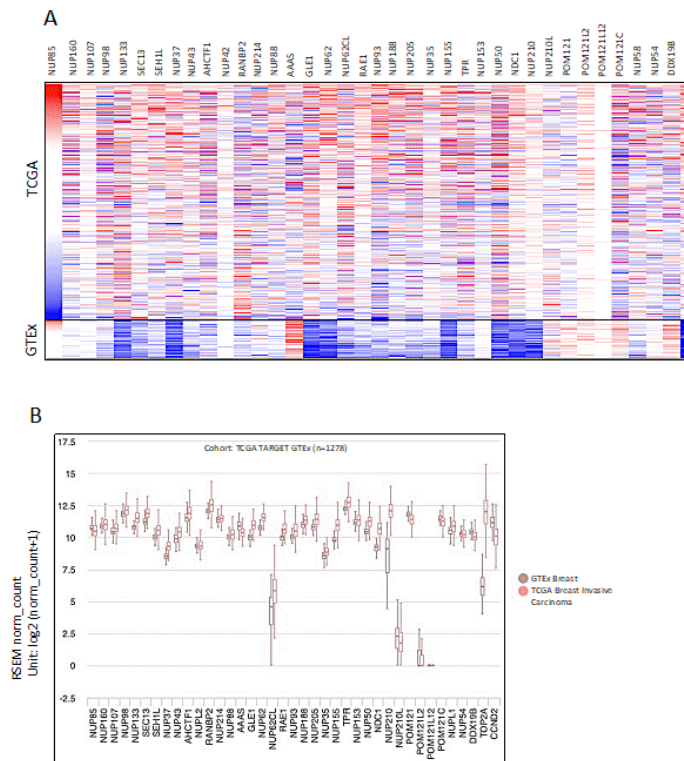 A
NUP85
NUP160
NUP107
NUP98
NUP133
SEC13
SEH1L
NUP37
NUP43
AHCTF1
NUP42
RANBP2
NUP214
NUP88
AAAS
GLE1
NUP62
NUP62CL
RAE1
NUP93
NUP188
NUP205
NUP35
NUP155
TPR
NUP153
NUP50
NDC1
NUP210
NUP210L
POM121
POM121L2
POM121L12
POM121C
NUP58
NUP54
DDX19B
TCGA
GTEx
B
17.5
Cohort: TCGA TARGET GTEx (n=1278)
15
12.5
10
7.5
5
2.5
0
-2.5
RSEM norm_count
Unit: log2 (norm_count+1)
GTEx Breast
TCGA Breast Invasive
Carcinoma
NUP85
NUP160
NUP107
NUP98
NUP133
SEC13
SEH1L
NUP37
NUP43
AHCTF1
NUPL2
RANBP2
NUP214
NUP88
AAAS
GLE1
NUP62
NUP62CL
RAE1
NUP93
NUP188
NUP205
NUP35
NUP155
TPR
NUP153
NUP50
NDC1
NUP210
NUP210L
POM121
POM121L2
POM121L12
POM121C
NUPL1
NUP54
DDX19B
TOP2A
CCND2